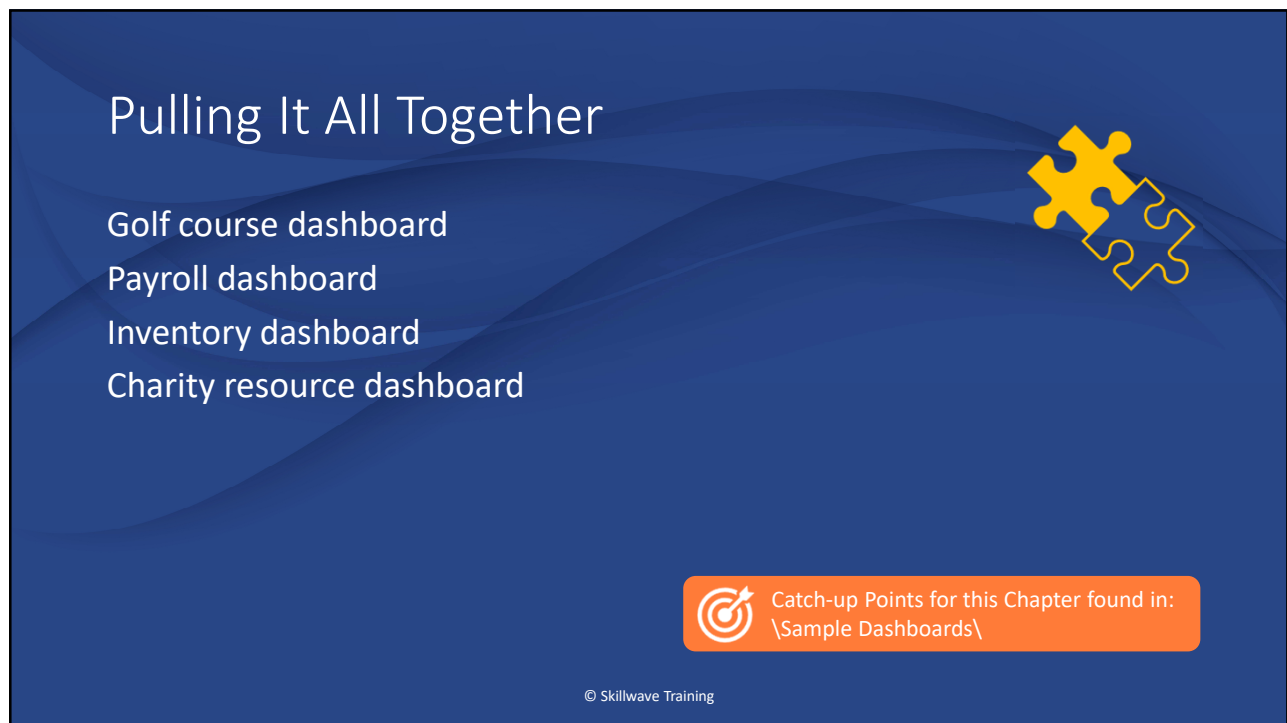 Pulling It All Together
Golf course dashboard
Payroll dashboard
Inventory dashboard
Charity resource dashboard
Catch-up Points for this Chapter found in:
\Sample Dashboards\
© Skillwave Training